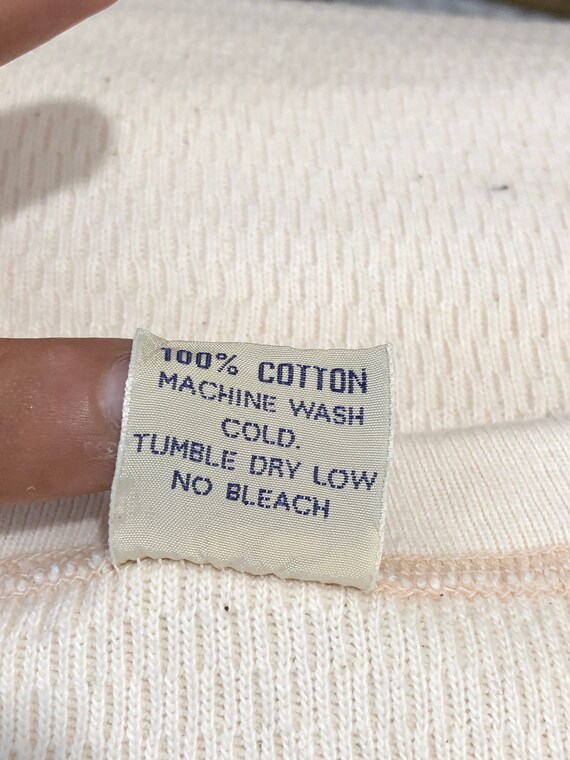 100% COTTON
MACHINE WASH
COLD.
TUMBLE DRY LOW
NO BLEACH